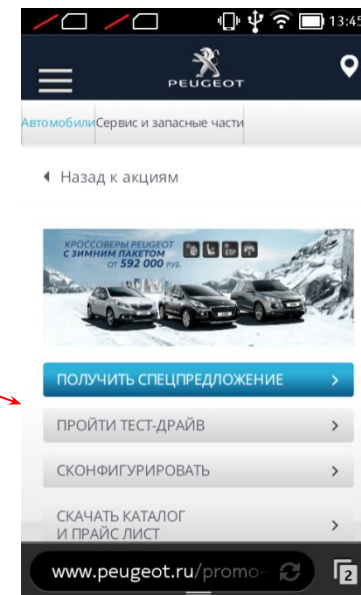 13:45
PEUGEOT
Автомобили Сервис и запасные части
Назад к акциям
КРОССОВЕРЫ PEUGEOT
С ЗИМНИМ ПАКЕТОМ
ОТ 592 000 РУБ.
ESP
ПОЛУЧИТЬ СПЕЦПРЕДЛОЖЕНИЕ
ПРОЙТИ ТЕСТ-ДРАЙВ
СКОНФИГУРИРОВАТЬ
СКАЧАТЬ КАТАЛОГ
И ПРАЙС ЛИСТ
www.peugeot.ru/promo-
2